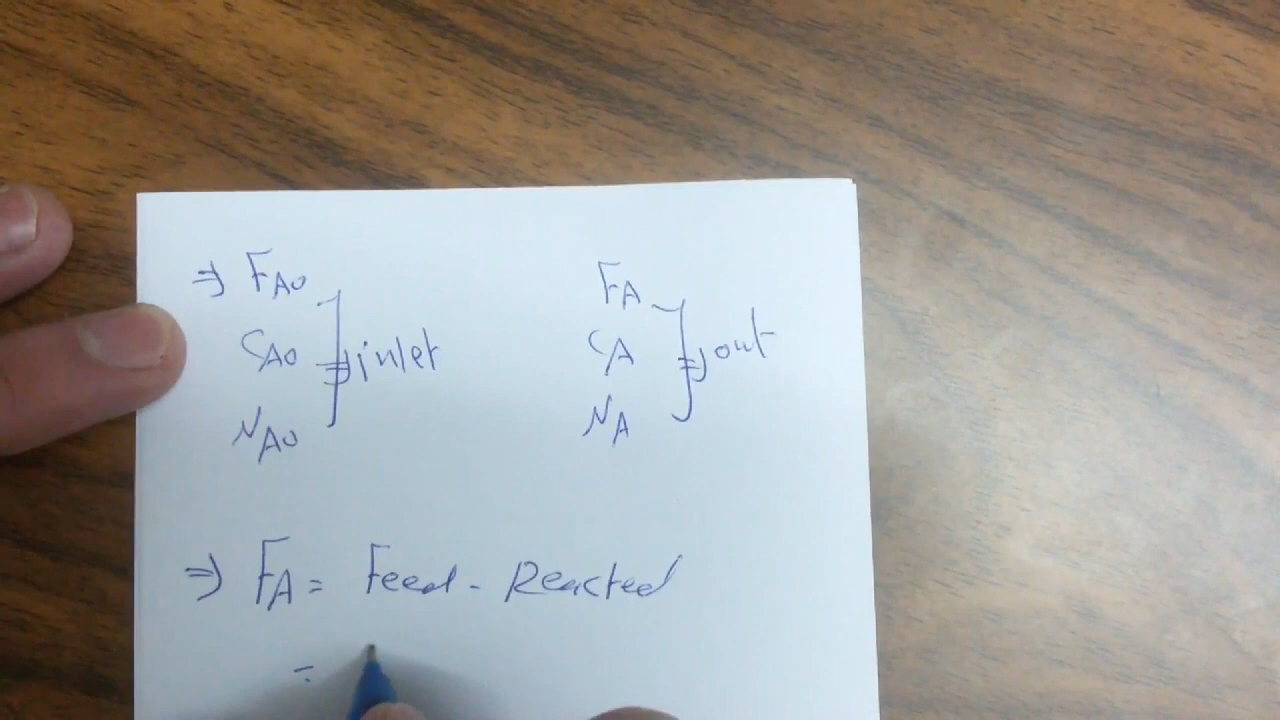 ⇒ FA0 FA
CA0 ⇒ inlet CA ⇒ out
NA0 NA
⇒ FA = Feed - Reacted
=